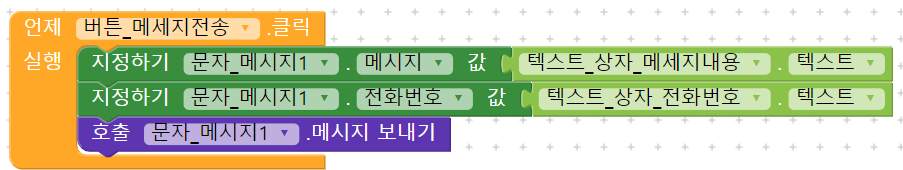 언제 버튼_메세지전송 .클릭
실행 지정하기 문자_메시지1 . 메시지 값 텍스트_상자_메세지내용 . 텍스트
지정하기 문자_메시지1 . 전화번호 값 텍스트_상자_전화번호 . 텍스트
호출 문자_메시지1 .메시지 보내기